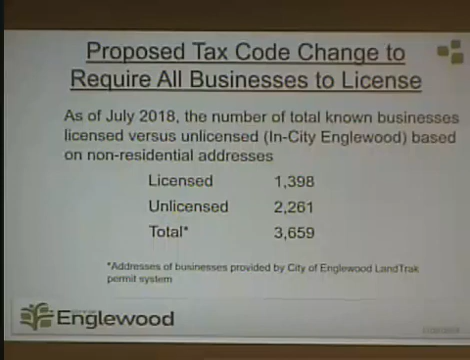 Proposed Tax Code Change to
Require All Businesses to License
As of July 2018, the number of total known businesses
licensed versus unlicensed (In-City Englewood) based
on non-residential addresses
Licensed 1,398
Unlicensed 2,261
Total* 3,659
*Addresses of businesses provided by City of Englewood LandTrak
permit system
Englewood